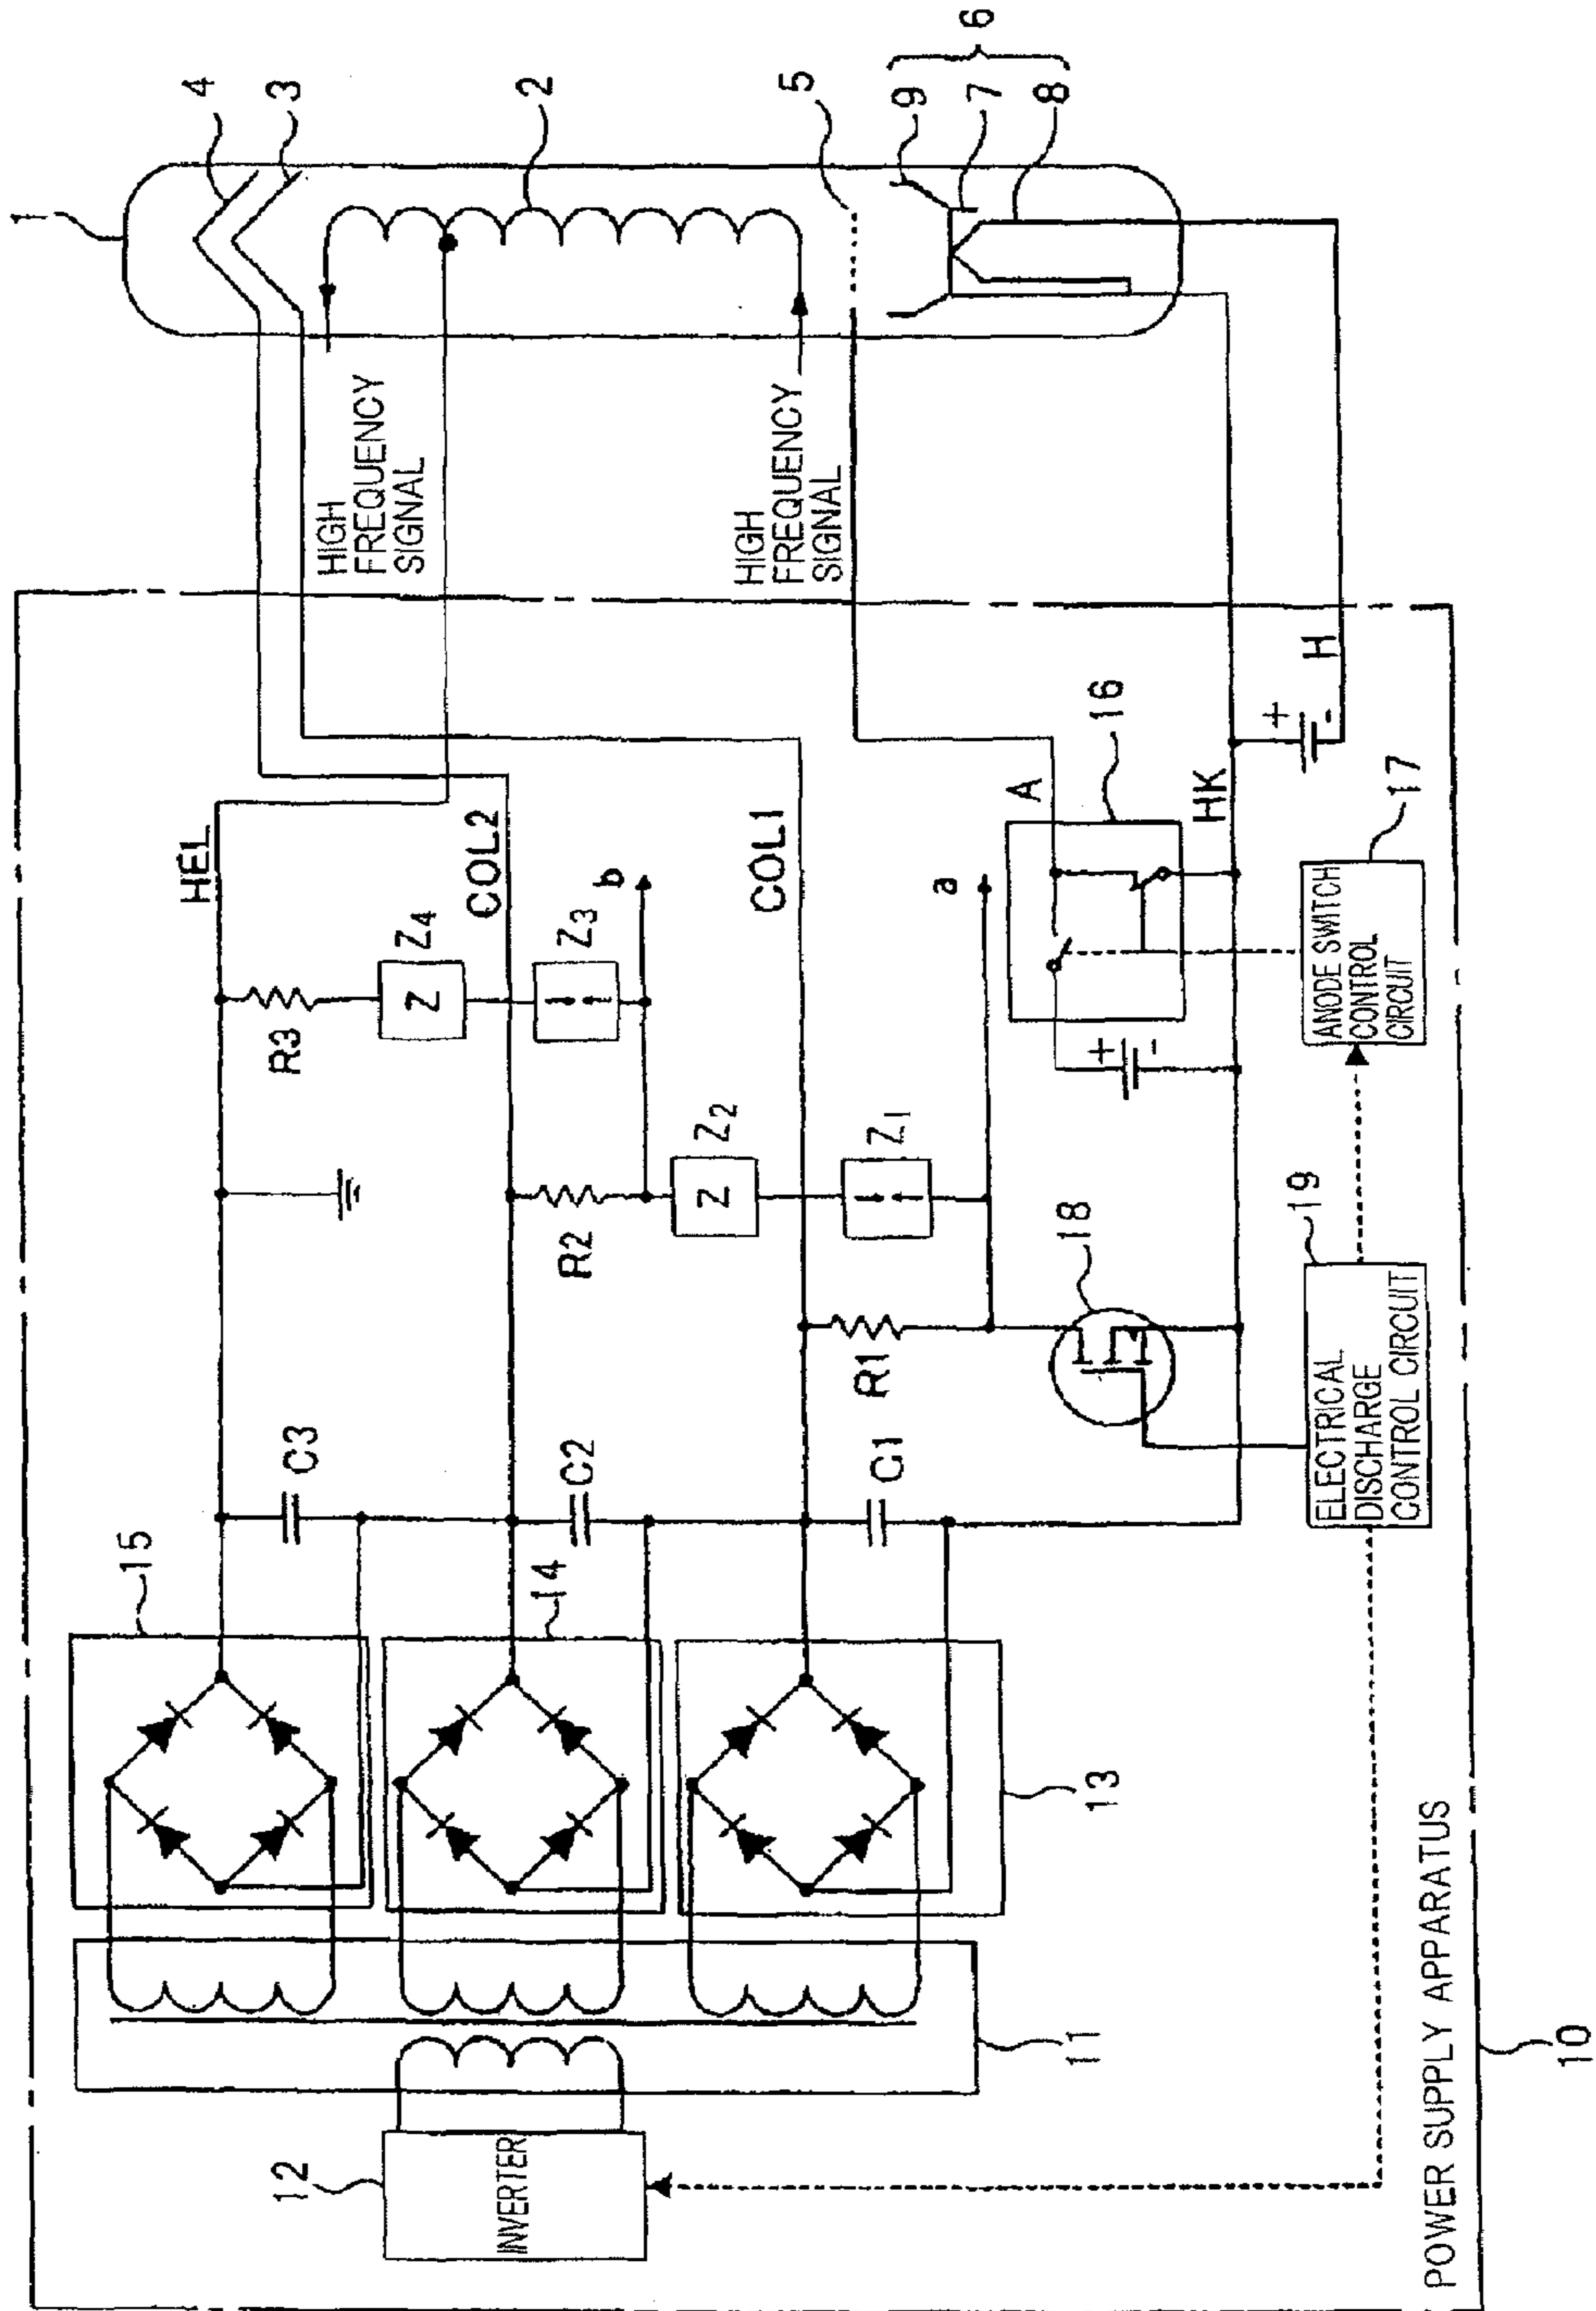 1
4
3
2
5
9
7
8
6
HIGH
FREQUENCY
SIGNAL
HIGH
FREQUENCY
SIGNAL
15
14
13
C3
C2
C1
HEL
COL2
COL1
R3
Z
Z4
Z3
b
R2
Z
Z2
Z1
a
R1
18
A
16
HK
H
+
-
+
-
17
ANODE SWITCH
CONTROL
CIRCUIT
19
ELECTRICAL
DISCHARGE
CONTROL CIRCUIT
12
INVERTER
11
POWER SUPPLY APPARATUS
10